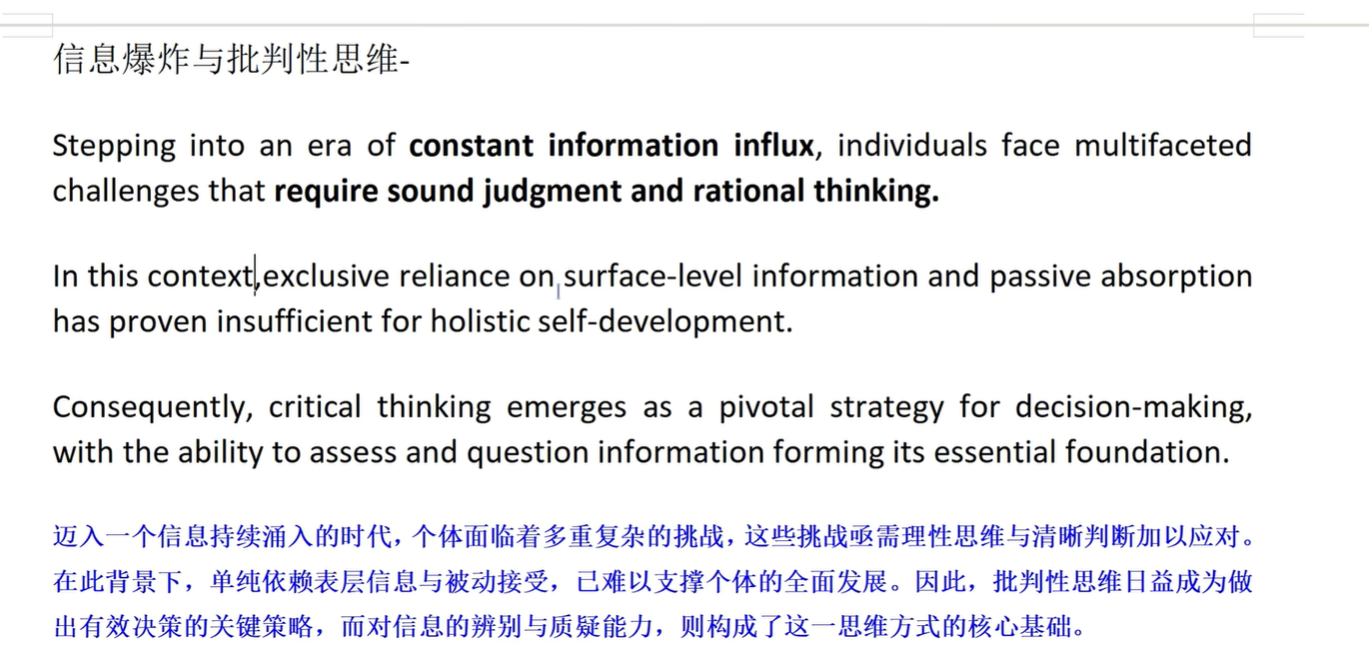 信息爆炸与批判性思维-
Stepping into an era of constant information influx, individuals face multifaceted
challenges that require sound judgment and rational thinking.
In this context,exclusive reliance on surface-level information and passive absorption
has proven insufficient for holistic self-development.
Consequently, critical thinking emerges as a pivotal strategy for decision-making,
with the ability to assess and question information forming its essential foundation.
迈入一个信息持续涌入的时代，个体面临着多重复杂的挑战，这些挑战亟需理性思维与清晰判断加以应对。
在此背景下，单纯依赖表层信息与被动接受，已难以支撑个体的全面发展。因此，批判性思维日益成为做
出有效决策的关键策略，而对信息的辨别与质疑能力，则构成了这一思维方式的核心基础。